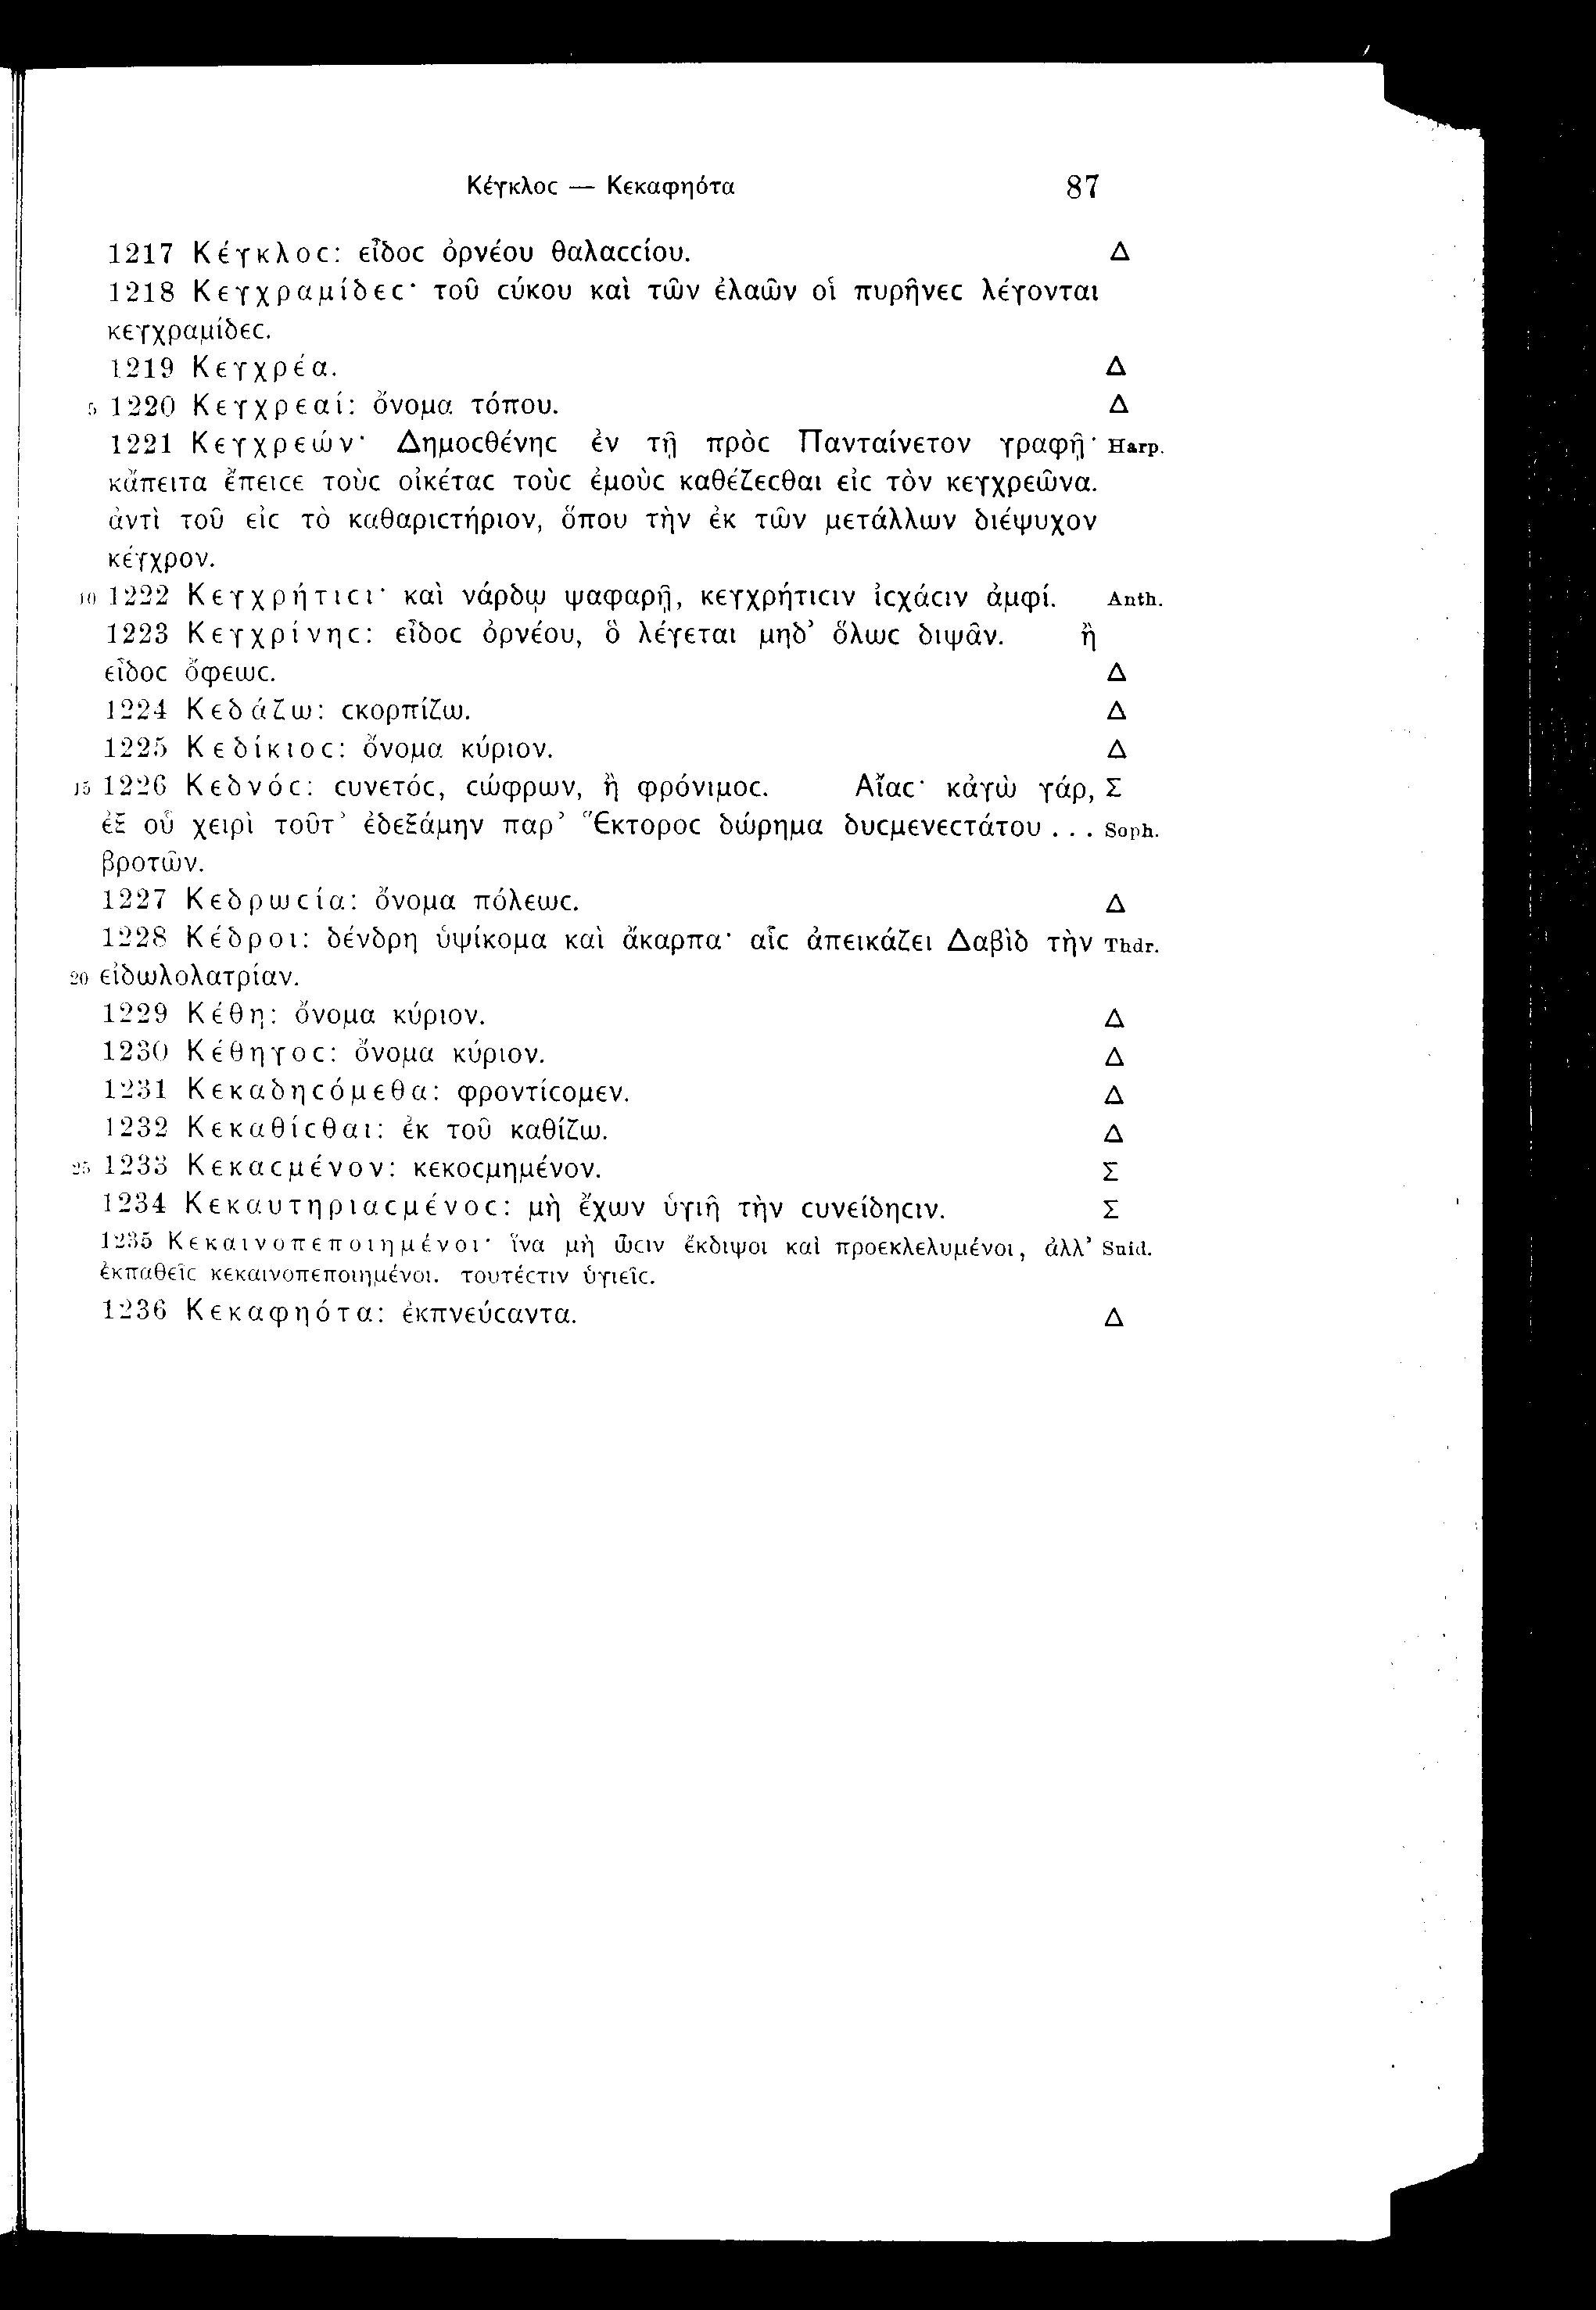 Κέγκλοϲ — Κεκαφηότα 87
1217 Κέγκλοϲ: εἶδοϲ ὀρνέου θαλαϲϲίου. Δ
1218 Κεγχραμίδεϲ· τοῦ ϲύκου καὶ τῶν ἐλαῶν οἱ πυρῆνεϲ λέγονται
κεγχραμίδεϲ.
1219 Κεγχρέα. Δ
5 1220 Κεγχρεαί: ὄνομα τόπου. Δ
1221 Κεγχρεών· Δημοϲθένηϲ ἐν τῇ πρὸϲ Πανταίνετον γραφῇ· Harp.
κἄπειτα ἔπειϲε τοὺϲ οἰκέταϲ τοὺϲ ἐμοὺϲ καθέζεϲθαι εἰϲ τὸν κεγχρεῶνα.
ἀντὶ τοῦ εἰϲ τὸ καθαριϲτήριον, ὅπου τὴν ἐκ τῶν μετάλλων διέψυχον
κέγχρον.
10 1222 Κεγχρήτιϲι· καὶ νάρδῳ ψαφαρῇ, κεγχρήτιϲιν ἰϲχάϲιν ἀμφί. Anth.
1223 Κεγχρίνηϲ: εἶδοϲ ὀρνέου, ὃ λέγεται μηδ' ὅλωϲ διψᾶν. ἢ
εἶδοϲ ὄφεωϲ. Δ
1224 Κεδάζω: ϲκορπίζω. Δ
1225 Κεδίκιοϲ: ὄνομα κύριον. Δ
15 1226 Κεδνόϲ: ϲυνετόϲ, ϲώφρων, ἢ φρόνιμοϲ. Αἴαϲ· κἀγὼ γάρ, Σ
ἐξ οὗ χειρὶ τοῦτ' ἐδεξάμην παρ' Ἕκτοροϲ δώρημα δυϲμενεϲτάτου ... Soph.
βροτῶν.
1227 Κεδρωϲία: ὄνομα πόλεωϲ. Δ
1228 Κέδροι: δένδρη ὑψίκομα καὶ ἄκαρπα· αἷϲ ἀπεικάζει Δαβὶδ τὴν Thdr.
20 εἰδωλολατρίαν.
1229 Κέθη: ὄνομα κύριον. Δ
1230 Κέθηγοϲ: ὄνομα κύριον. Δ
1231 Κεκαδηϲόμεθα: φροντίϲομεν. Δ
1232 Κεκαθίϲθαι: ἐκ τοῦ καθίζω. Δ
25 1233 Κεκαϲμένον: κεκοϲμημένον. Σ
1234 Κεκαυτηριαϲμένοϲ: μὴ ἔχων ὑγιῆ τὴν ϲυνείδηϲιν. Σ
1235 Κεκαινοπεποιημένοι· ἵνα μὴ ὦϲιν ἔκδιψοι καὶ προεκλελυμένοι, ἀλλ' Suid.
ἐκπαθεῖϲ κεκαινοπεποιημένοι. τουτέϲτιν ὑγιεῖϲ.
1236 Κεκαφηότα: ἐκπνεύϲαντα. Δ